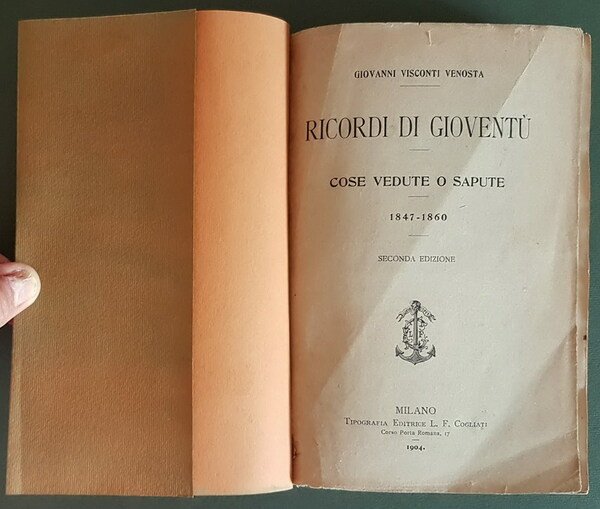 GIOVANNI VISCONTI VENOSTA
RICORDI DI GIOVENTÙ
COSE VEDUTE O SAPUTE
1847-1860
SECONDA EDIZIONE
MILANO
TIPOGRAFIA EDITRICE L. F. COGLIATI
Corso Porta Romana, 17
1904.